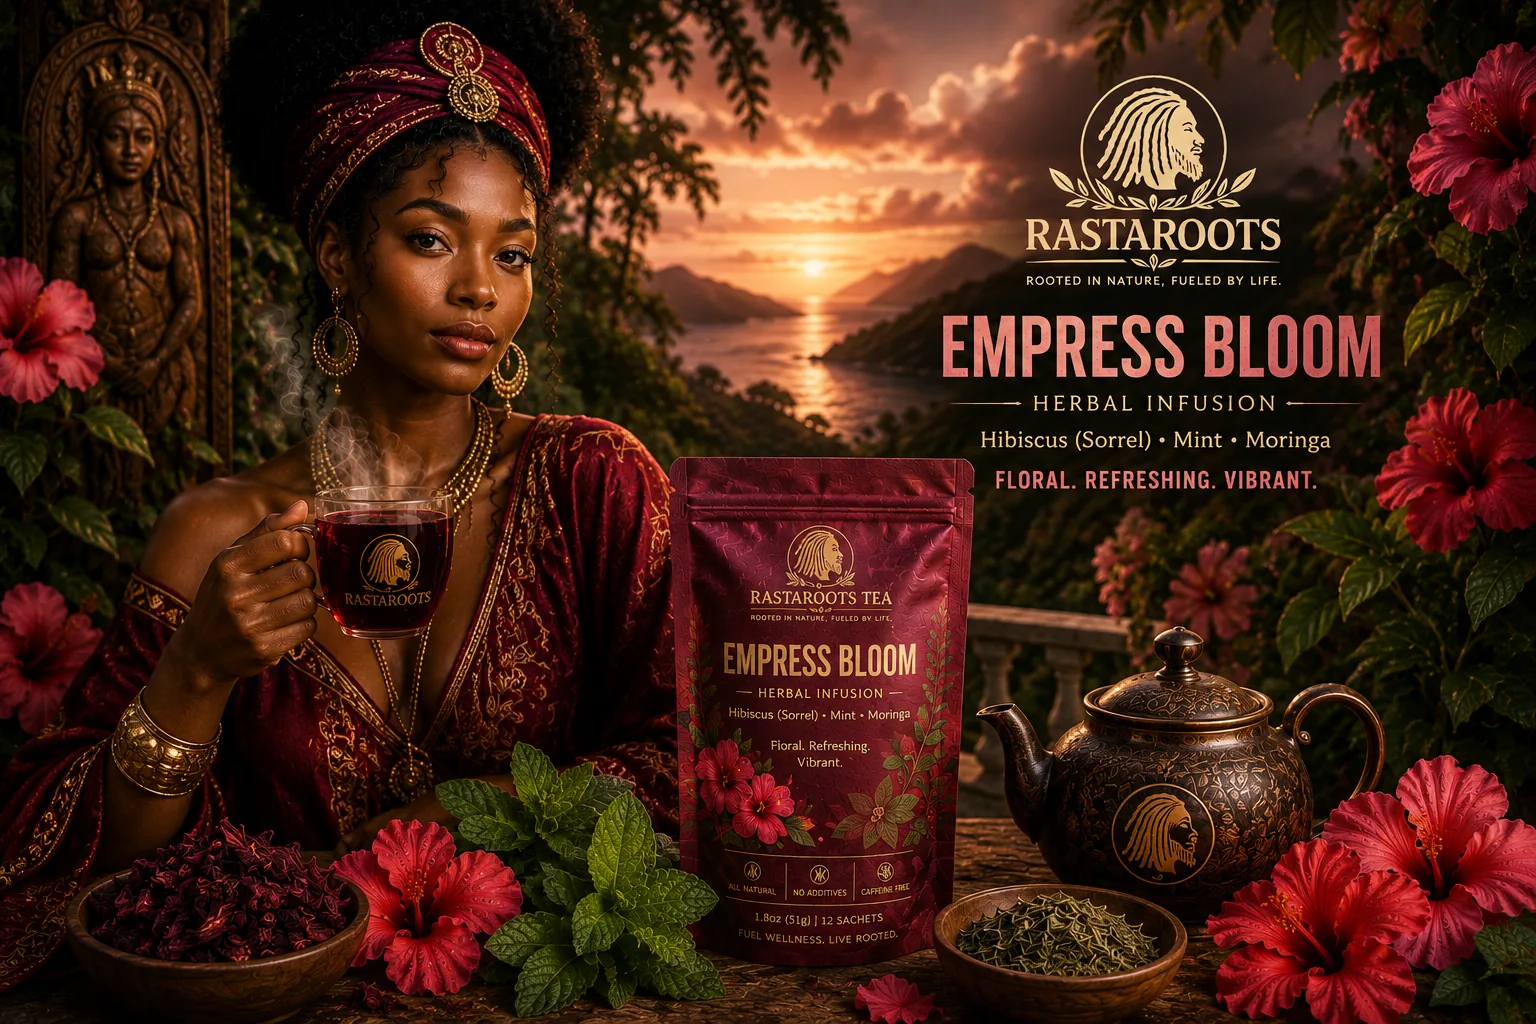 RASTAROOTS
ROOTED IN NATURE, FUELED BY LIFE.
EMPRESS BLOOM
HERBAL INFUSION
Hibiscus (Sorrel) • Mint • Moringa
FLORAL. REFRESHING. VIBRANT.
RASTAROOTS
RASTAROOTS TEA
ROOTED IN NATURE, FUELED BY LIFE.
EMPRESS BLOOM
HERBAL INFUSION
Hibiscus (Sorrel) • Mint • Moringa
Floral. Refreshing.
Vibrant.
ALL NATURAL
NO ADDITIVES
CAFFEINE FREE
1.8oz (51g) | 12 SACHETS
FUEL WELLNESS. LIVE ROOTED.